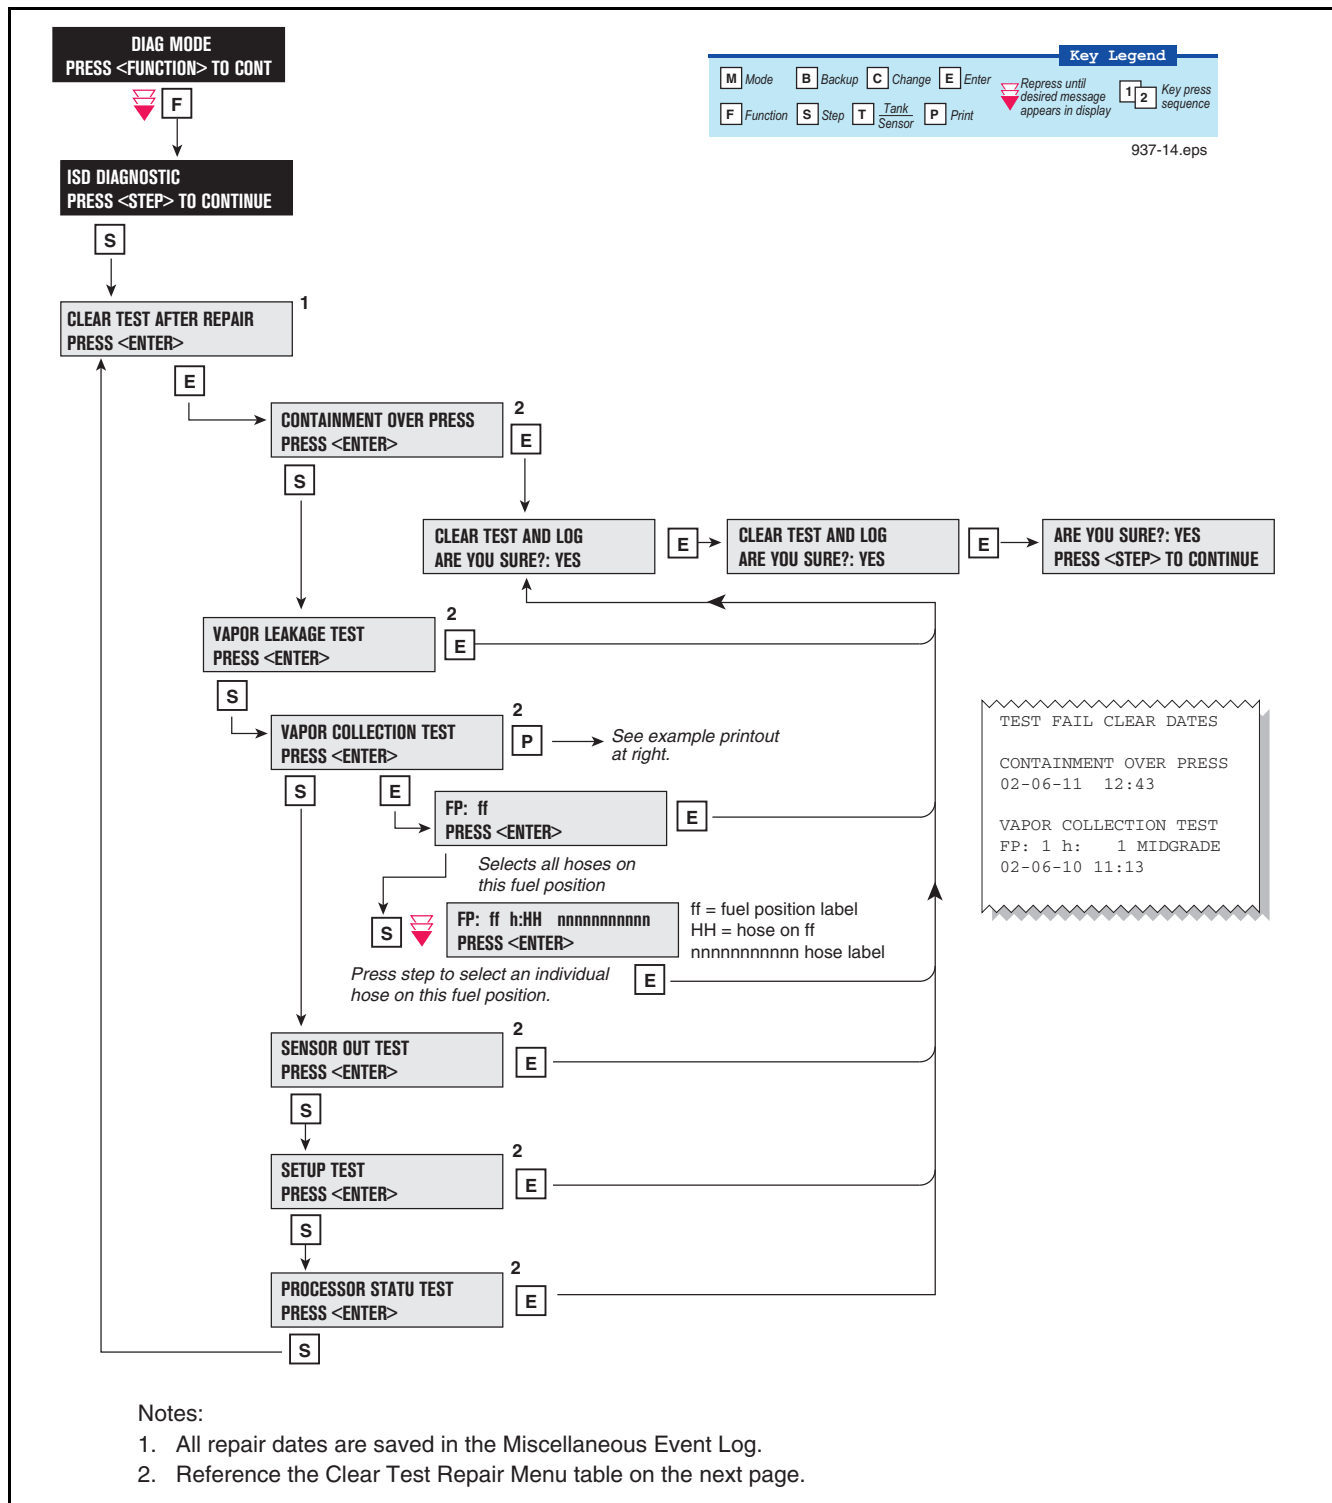 DIAG MODE
PRESS <FUNCTION> TO CONT
Key Legend
M Mode B Backup C Change E Enter
F Function S Step T Tank Sensor P Print
Repress until
desired message
appears in display
1 2 Key press
sequence
937-14.eps
F
ISD DIAGNOSTIC
PRESS <STEP> TO CONTINUE
S
CLEAR TEST AFTER REPAIR 1
PRESS <ENTER>
E
CONTAINMENT OVER PRESS 2
PRESS <ENTER>
E
S
CLEAR TEST AND LOG
ARE YOU SURE?: YES
E
CLEAR TEST AND LOG
ARE YOU SURE?: YES
E
ARE YOU SURE?: YES
PRESS <STEP> TO CONTINUE
VAPOR LEAKAGE TEST 2
PRESS <ENTER>
E
S
VAPOR COLLECTION TEST 2
PRESS <ENTER>
P
See example printout
at right.
S
E
FP: ff
PRESS <ENTER>
E
Selects all hoses on
this fuel position
S
FP: ff h:HH nnnnnnnnnnn
PRESS <ENTER>
ff = fuel position label
HH = hose on ff
nnnnnnnnnnn hose label
Press step to select an individual
hose on this fuel position.
E
TEST FAIL CLEAR DATES
CONTAINMENT OVER PRESS
02-06-11 12:43
VAPOR COLLECTION TEST
FP: 1 h: 1 MIDGRADE
02-06-10 11:13
SENSOR OUT TEST 2
PRESS <ENTER>
E
S
SETUP TEST 2
PRESS <ENTER>
E
S
PROCESSOR STATU TEST 2
PRESS <ENTER>
E
S
Notes:
1. All repair dates are saved in the Miscellaneous Event Log.
2. Reference the Clear Test Repair Menu table on the next page.